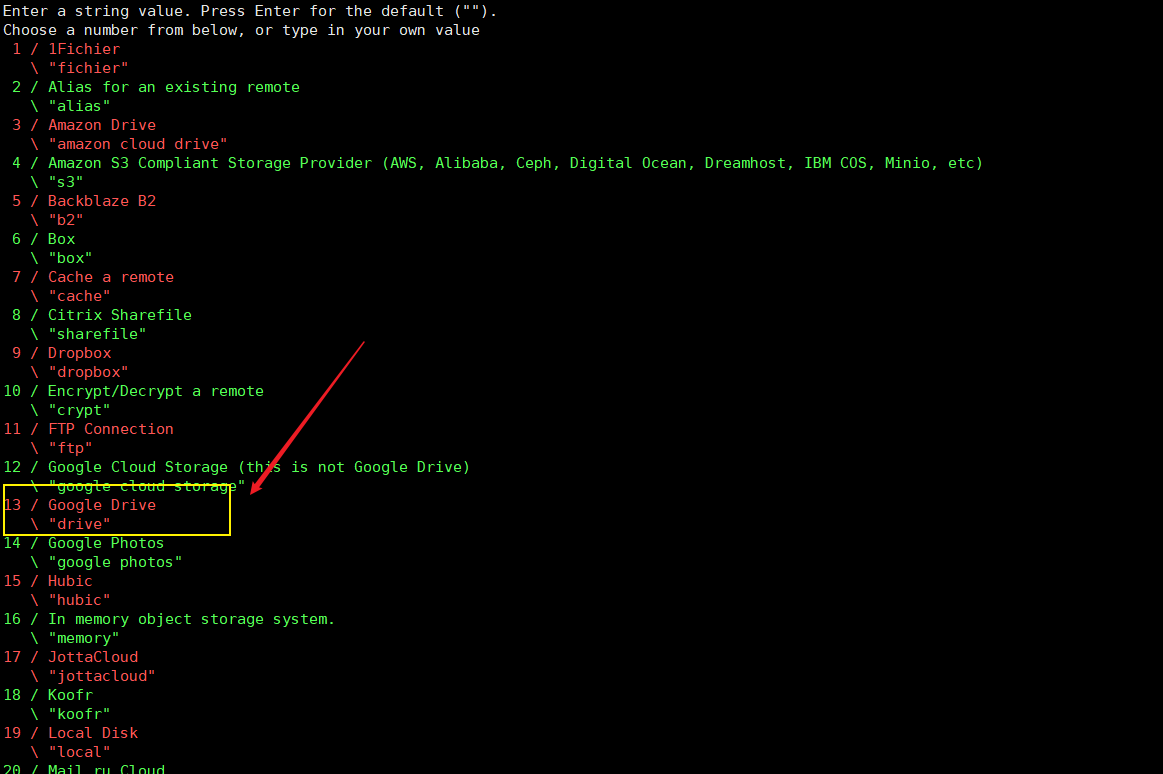 Enter a string value. Press Enter for the default ("").
Choose a number from below, or type in your own value
 1 / 1Fichier
   \ "fichier"
 2 / Alias for an existing remote
   \ "alias"
 3 / Amazon Drive
   \ "amazon cloud drive"
 4 / Amazon S3 Compliant Storage Provider (AWS, Alibaba, Ceph, Digital Ocean, Dreamhost, IBM COS, Minio, etc)
   \ "s3"
 5 / Backblaze B2
   \ "b2"
 6 / Box
   \ "box"
 7 / Cache a remote
   \ "cache"
 8 / Citrix Sharefile
   \ "sharefile"
 9 / Dropbox
   \ "dropbox"
10 / Encrypt/Decrypt a remote
   \ "crypt"
11 / FTP Connection
   \ "ftp"
12 / Google Cloud Storage (this is not Google Drive)
   \ "google cloud storage"
13 / Google Drive
   \ "drive"
14 / Google Photos
   \ "google photos"
15 / Hubic
   \ "hubic"
16 / In memory object storage system.
   \ "memory"
17 / JottaCloud
   \ "jottacloud"
18 / Koofr
   \ "koofr"
19 / Local Disk
   \ "local"
20 / Mail.ru Cloud